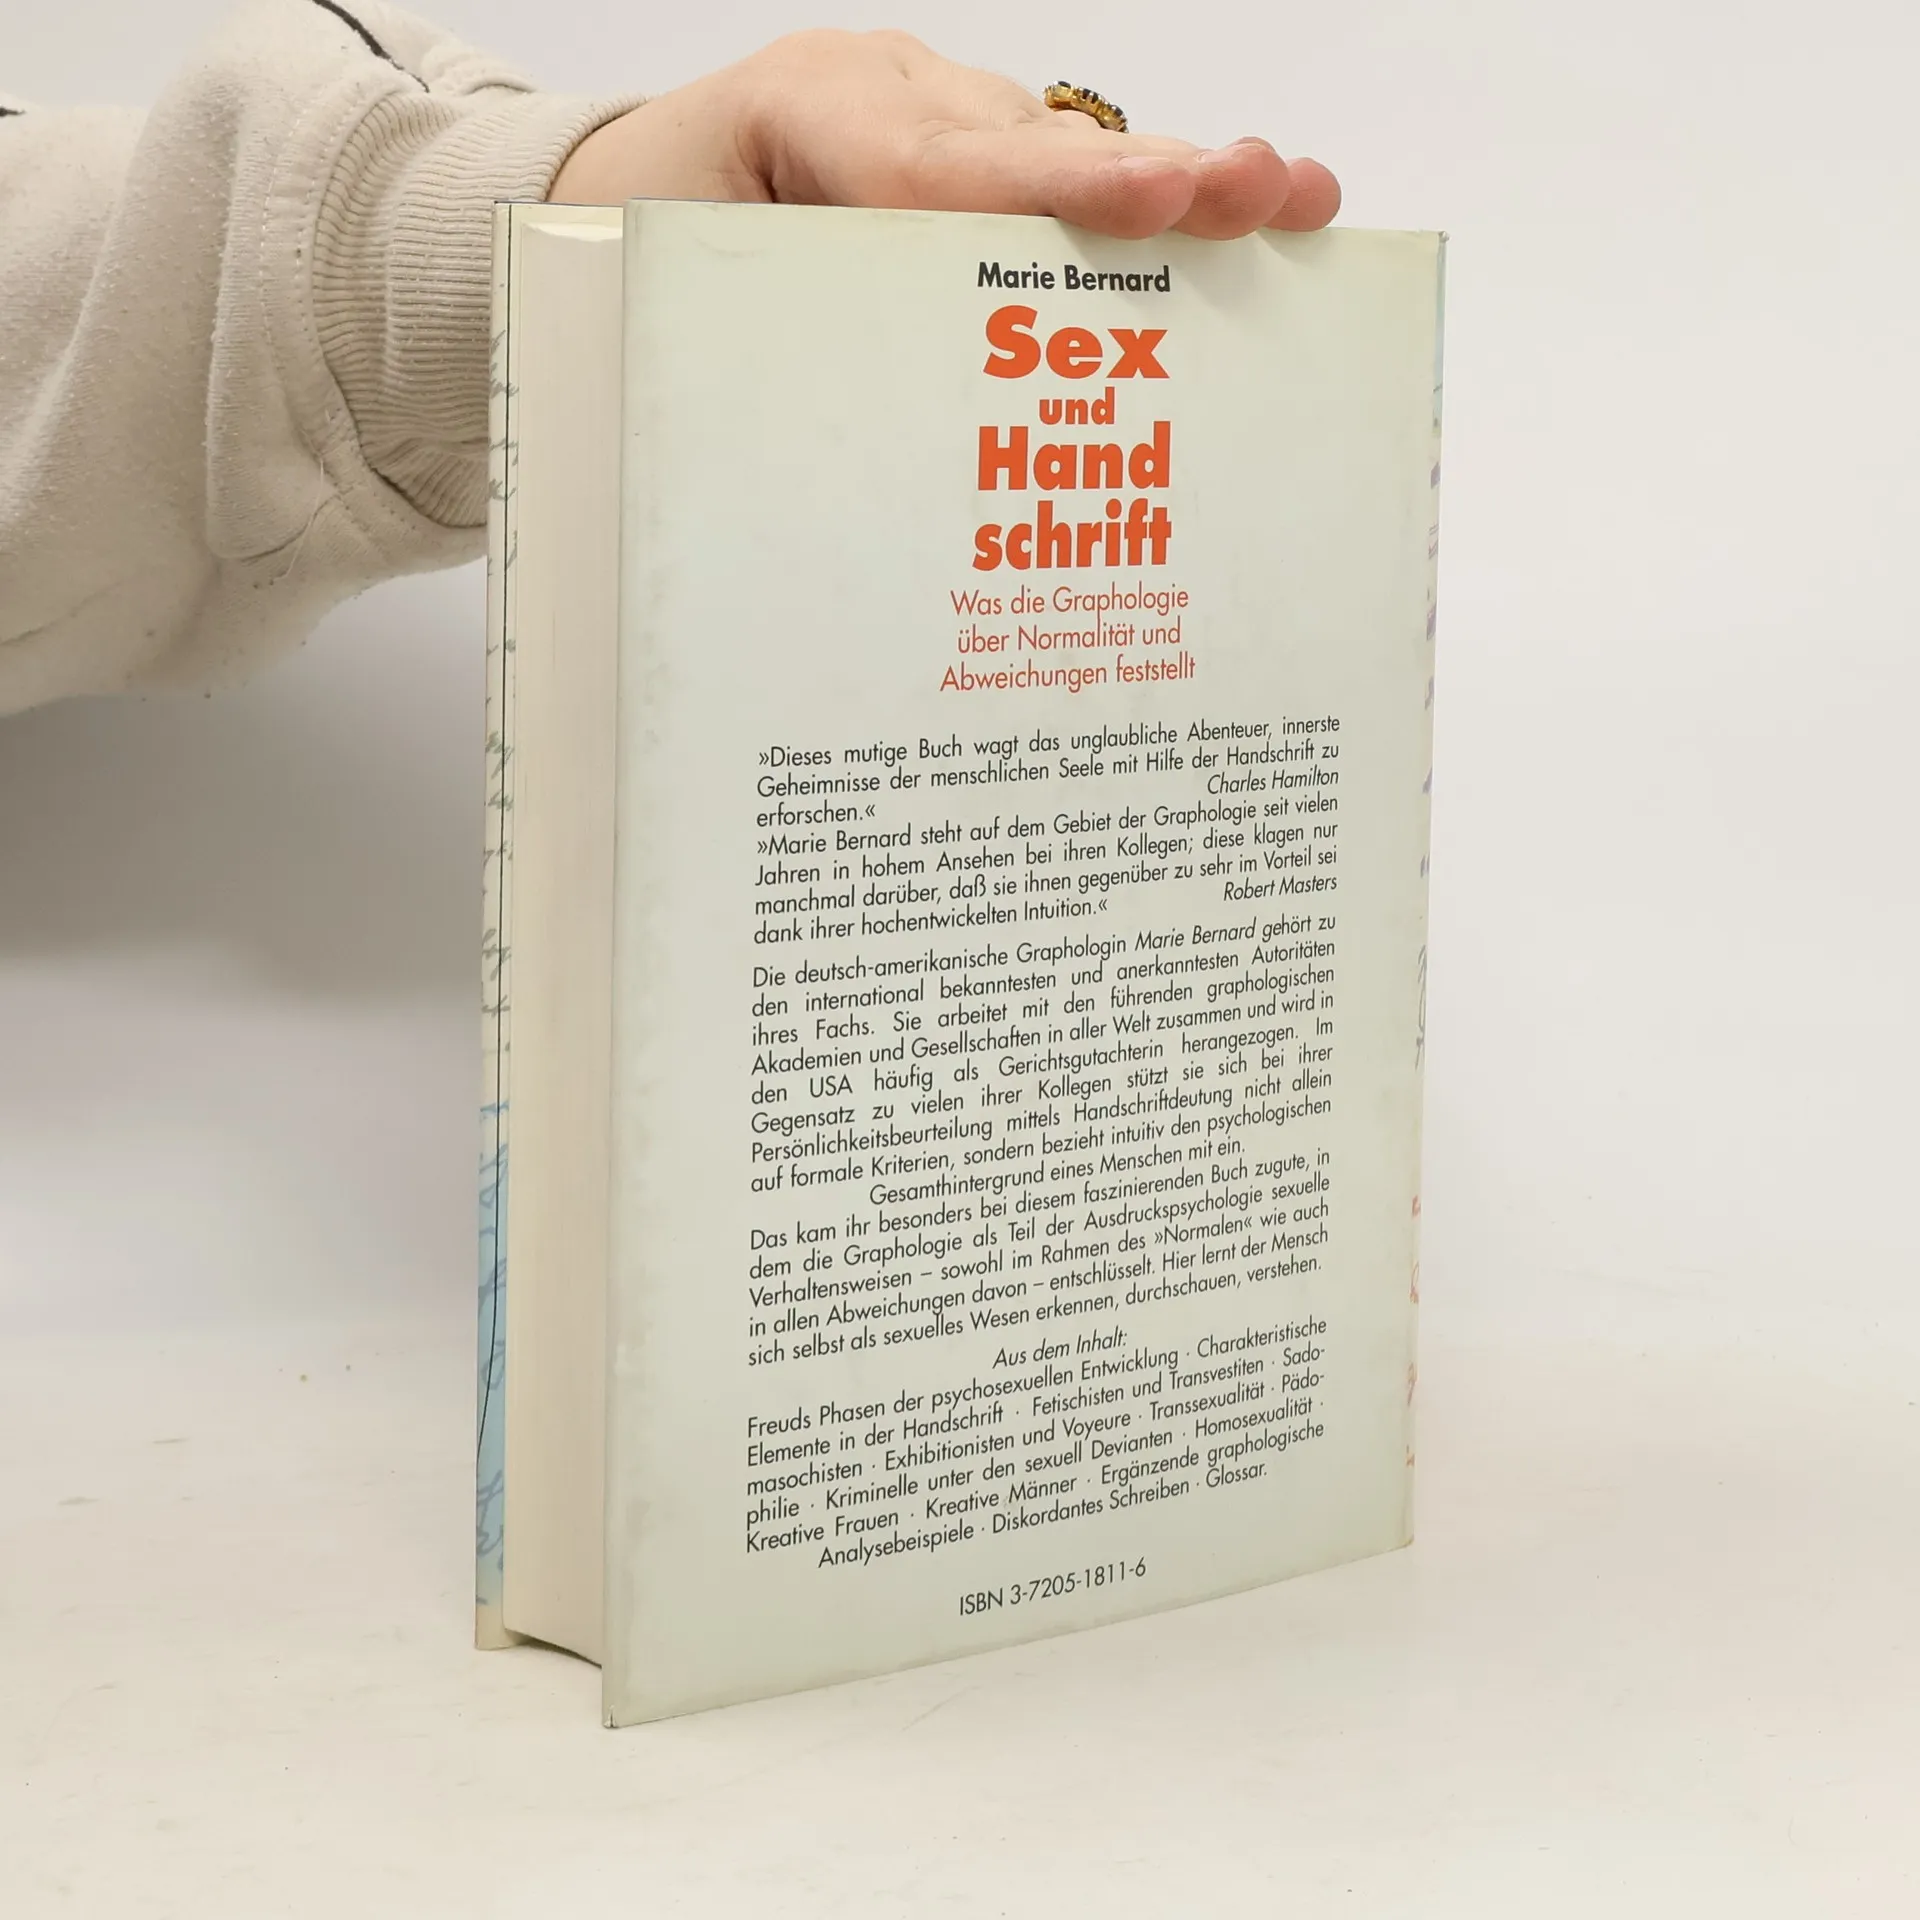 Marie Bernard
Sex
und
Hand
schrift
Was die Graphologie
über Normalität und
Abweichungen feststellt
»Dieses mutige Buch wagt das unglaubliche Abenteuer, innerste
Geheimnisse der menschlichen Seele mit Hilfe der Handschrift zu
erforschen.« Charles Hamilton
»Marie Bernard steht auf dem Gebiet der Graphologie seit vielen
Jahren in hohem Ansehen bei ihren Kollegen; diese klagen nur
manchmal darüber, daß sie ihnen gegenüber zu sehr im Vorteil sei
dank ihrer hochentwickelten Intuition.« Robert Masters
Die deutsch-amerikanische Graphologin Marie Bernard gehört zu
den international bekanntesten und anerkanntesten Autoritäten
ihres Fachs. Sie arbeitet mit den führenden graphologischen
Akademien und Gesellschaften in aller Welt zusammen und wird in
den USA häufig als Gerichtsgutachterin herangezogen. Im
Gegensatz zu vielen ihrer Kollegen stützt sie sich bei ihrer
Persönlichkeitsbeurteilung mittels Handschriftdeutung nicht allein
auf formale Kriterien, sondern bezieht intuitiv den psychologischen
Gesamthintergrund eines Menschen mit ein.
Das kam ihr besonders bei diesem faszinierenden Buch zugute, in
dem die Graphologie als Teil der Ausdruckspsychologie sexuelle
Verhaltensweisen – sowohl im Rahmen des »Normalen« wie auch
in allen Abweichungen davon – entschlüsselt. Hier lernt der Mensch
sich selbst als sexuelles Wesen erkennen, durchschauen, verstehen.
Aus dem Inhalt:
Freuds Phasen der psychosexuellen Entwicklung · Charakteristische
Elemente in der Handschrift · Fetischisten und Transvestiten · Sado-
masochisten · Exhibitionisten und Voyeure · Transsexualität · Pädo-
philie · Kriminelle unter den sexuell Devianten · Homosexualität ·
Kreative Frauen · Kreative Männer · Ergänzende graphologische
Analysebeispiele · Diskordantes Schreiben · Glossar.
ISBN 3-7205-1811-6